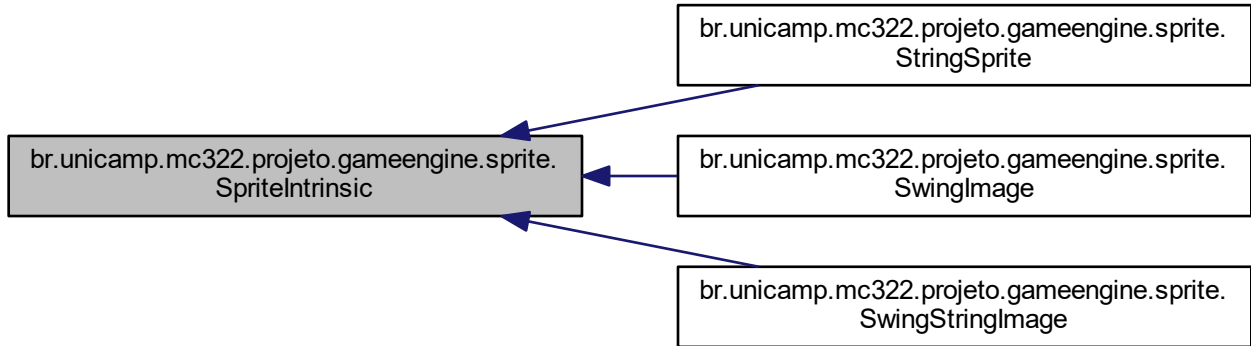 br.unicamp.mc322.projeto.gameengine.sprite.
StringSprite
br.unicamp.mc322.projeto.gameengine.sprite.
SpriteIntrinsic
br.unicamp.mc322.projeto.gameengine.sprite.
SwingImage
br.unicamp.mc322.projeto.gameengine.sprite.
SwingStringImage